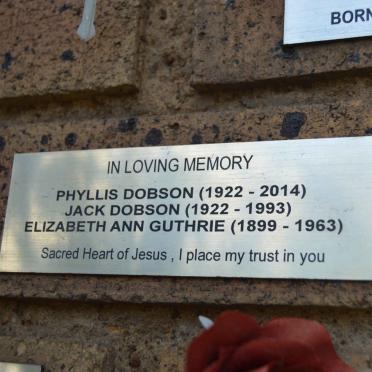 BORN
IN LOVING MEMORY
PHYLLIS DOBSON (1922 - 2014)
JACK DOBSON (1922 - 1993)
ELIZABETH ANN GUTHRIE (1899 - 1963)
Sacred Heart of Jesus , I place my trust in you